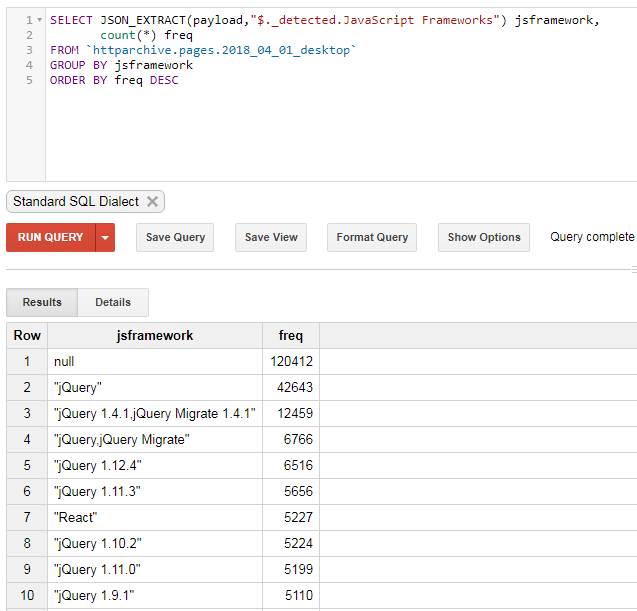 1 SELECT JSON_EXTRACT(payload,"$._detected.JavaScript Frameworks") jsframework,
2 count(*) freq
3 FROM `httparchive.pages.2018_04_01_desktop`
4 GROUP BY jsframework
5 ORDER BY freq DESC
Standard SQL Dialect
RUN QUERY Save Query Save View Format Query Show Options Query complete
Results Details
Row jsframework freq
1 null 120412
2 "jQuery" 42643
3 "jQuery 1.4.1,jQuery Migrate 1.4.1" 12459
4 "jQuery,jQuery Migrate" 6766
5 "jQuery 1.12.4" 6516
6 "jQuery 1.11.3" 5656
7 "React" 5227
8 "jQuery 1.10.2" 5224
9 "jQuery 1.11.0" 5199
10 "jQuery 1.9.1" 5110